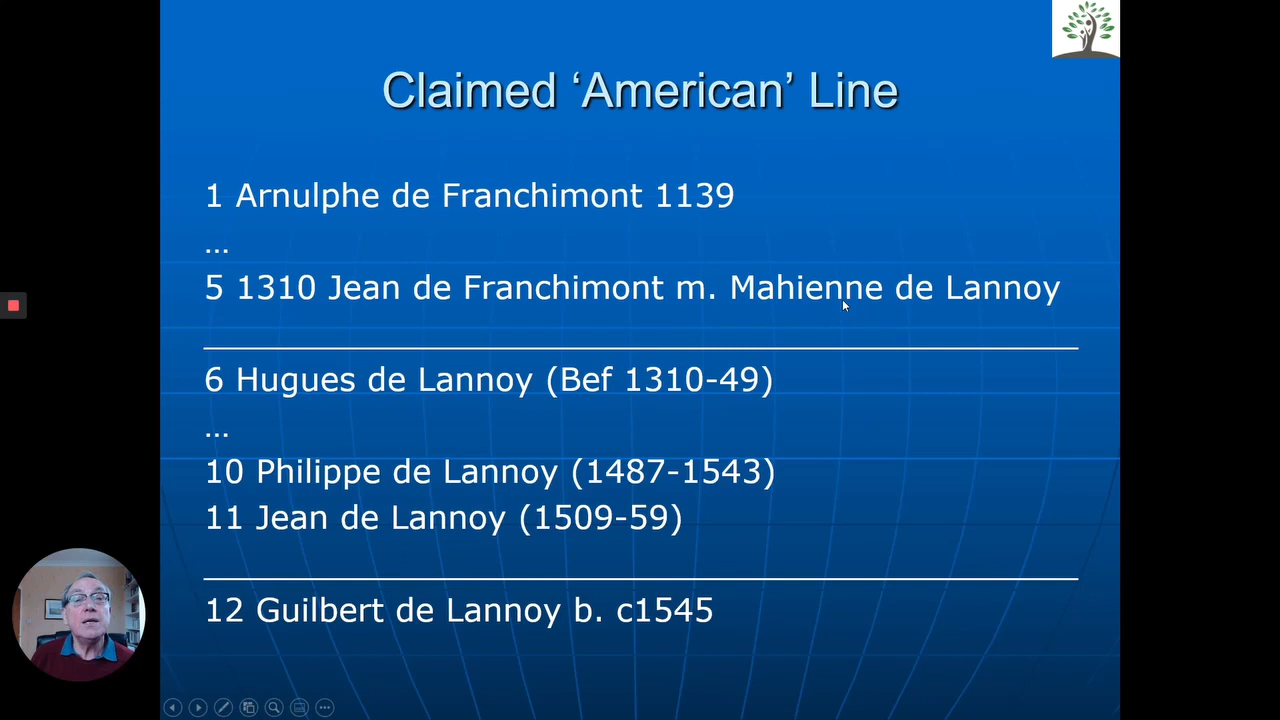 Claimed ‘American’ Line
1 Arnulphe de Franchimont 1139
...
5 1310 Jean de Franchimont m. Mahienne de Lannoy
6 Hugues de Lannoy (Bef 1310-49)
...
10 Philippe de Lannoy (1487-1543)
11 Jean de Lannoy (1509-59)
12 Guilbert de Lannoy b. c1545